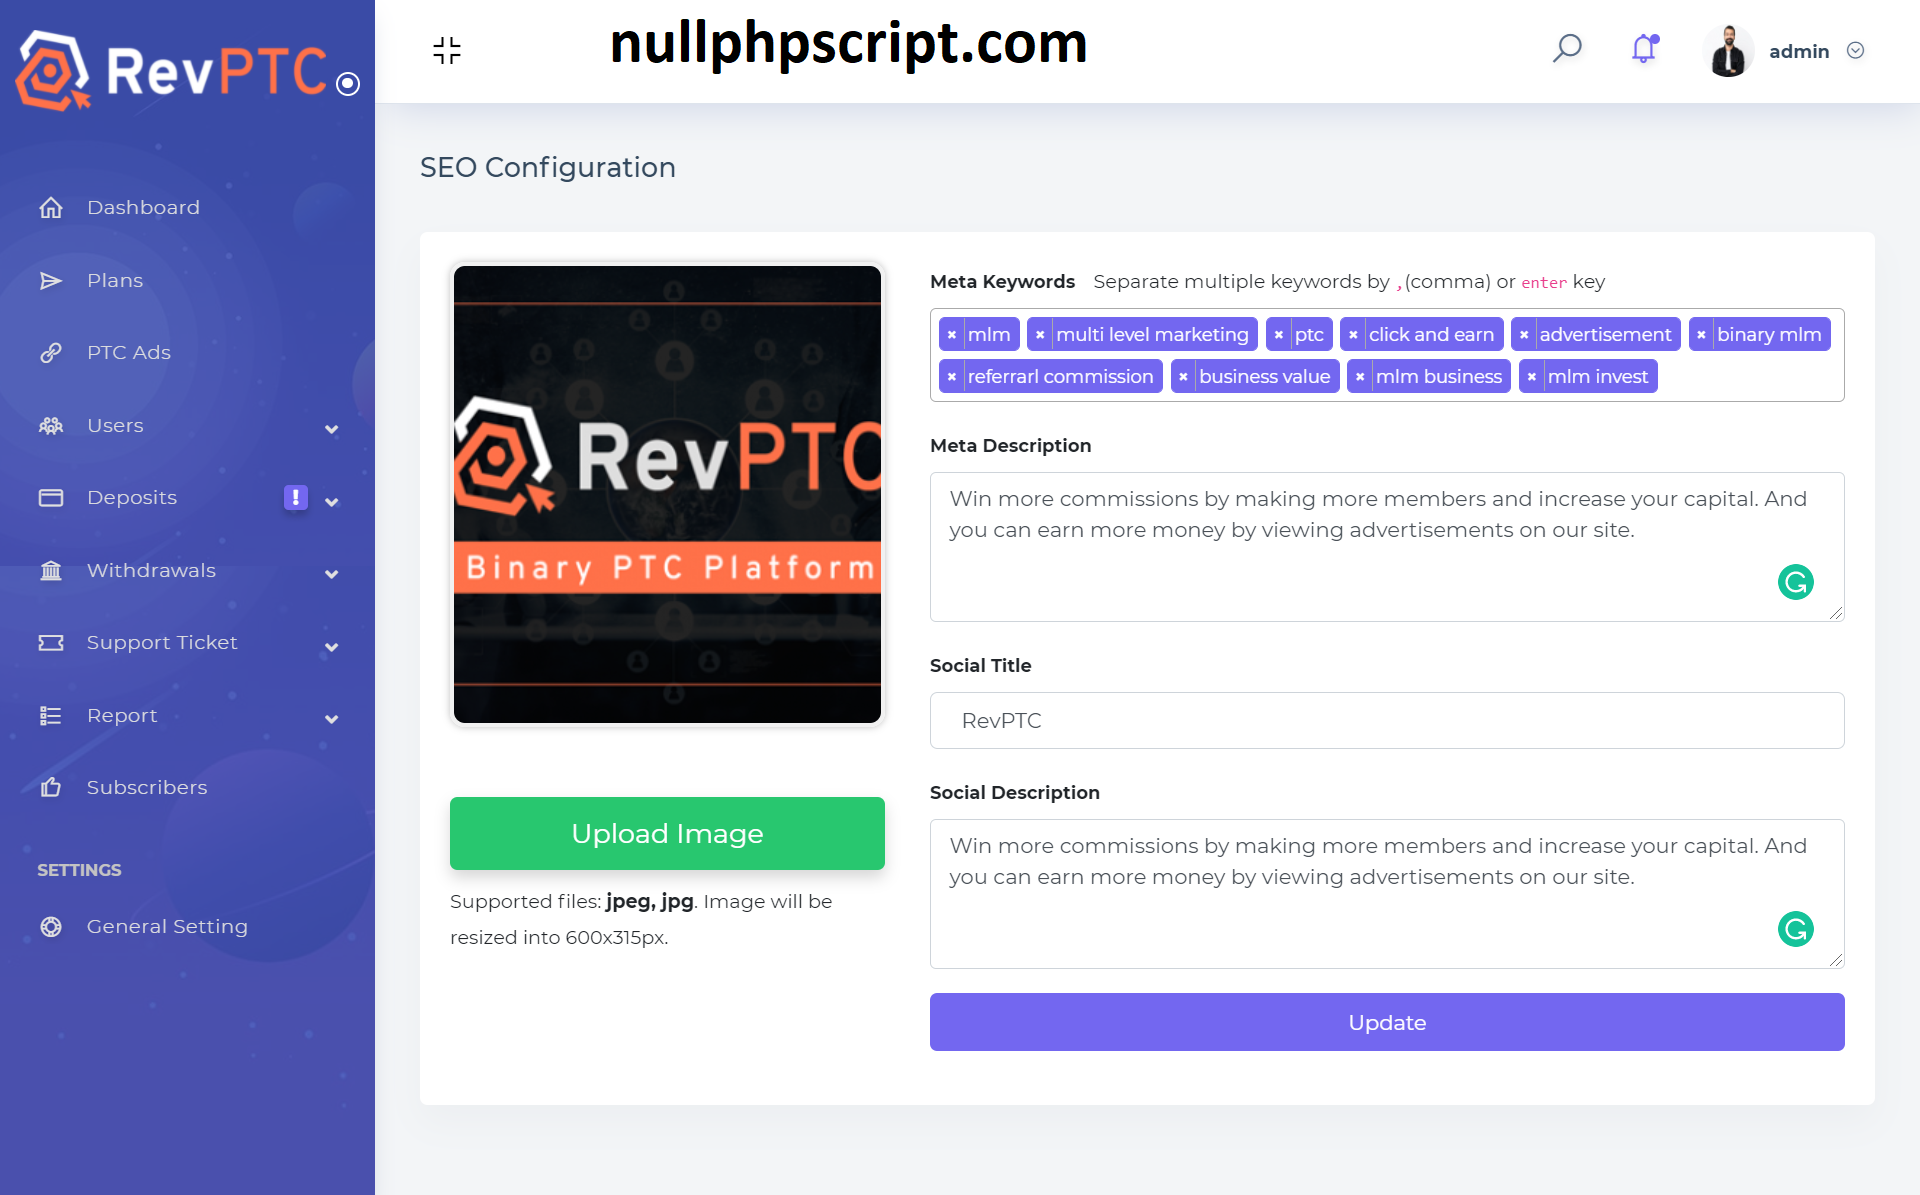 RevPTC
nullphpscript.com
admin
Dashboard
Plans
PTC Ads
Users
Deposits
!
Withdrawals
Support Ticket
Report
Subscribers
SETTINGS
General Setting
SEO Configuration
RevPTC
Binary PTC Platform
Upload Image
Supported files: jpeg, jpg. Image will be
resized into 600x315px.
Meta Keywords Separate multiple keywords by ,(comma) or enter key
× mlm × multi level marketing × ptc × click and earn × advertisement × binary mlm
× referrarl commission × business value × mlm business × mlm invest
Meta Description
Win more commissions by making more members and increase your capital. And
you can earn more money by viewing advertisements on our site.
Social Title
RevPTC
Social Description
Win more commissions by making more members and increase your capital. And
you can earn more money by viewing advertisements on our site.
Update